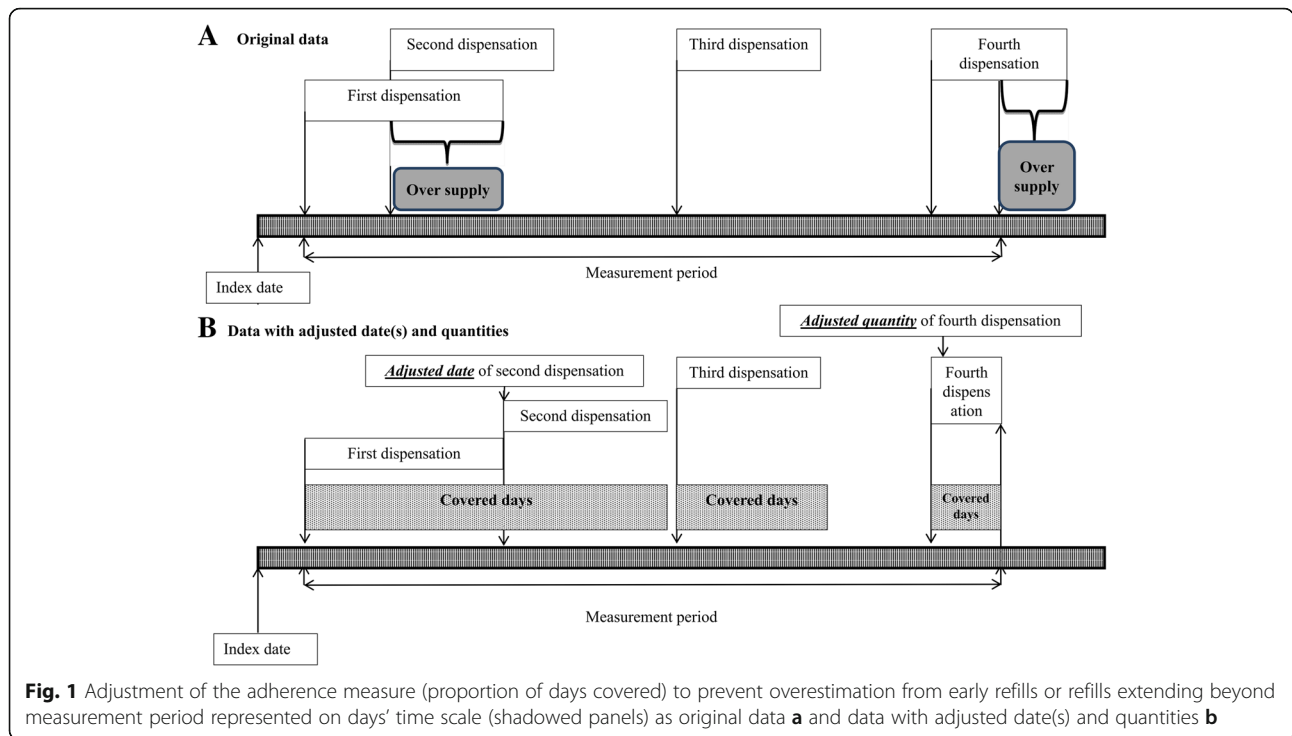 A Original data
Second dispensation
Third dispensation
Fourth
dispensation
First dispensation
Over supply
Over
supply
Measurement period
Index date
B Data with adjusted date(s) and quantities
Adjusted quantity of fourth dispensation
Adjusted date of second dispensation
Third dispensation
Fourth
dispens
ation
Second dispensation
First dispensation
Covered days
Covered days
Covered
days
Measurement period
Index date
Fig. 1 Adjustment of the adherence measure (proportion of days covered) to prevent overestimation from early refills or refills extending beyond
measurement period represented on days’ time scale (shadowed panels) as original data a and data with adjusted date(s) and quantities b